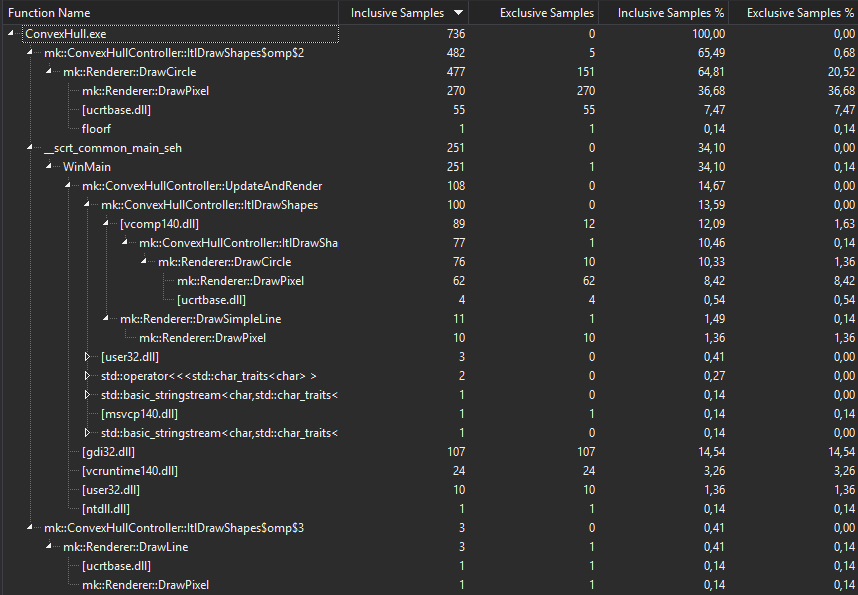 Function Name Inclusive Samples Exclusive Samples Inclusive Samples % Exclusive Samples %
ConvexHull.exe 736 0 100,00 0,00
mk::ConvexHullController::ItlDrawShapes$omp$2 482 5 65,49 0,68
mk::Renderer::DrawCircle 477 151 64,81 20,52
mk::Renderer::DrawPixel 270 270 36,68 36,68
[ucrtbase.dll] 55 55 7,47 7,47
floorf 1 1 0,14 0,14
__scrt_common_main_seh 251 0 34,10 0,00
WinMain 251 1 34,10 0,14
mk::ConvexHullController::UpdateAndRender 108 0 14,67 0,00
mk::ConvexHullController::ItlDrawShapes 100 0 13,59 0,00
[vcomp140.dll] 89 12 12,09 1,63
mk::ConvexHullController::ItlDrawSha 77 1 10,46 0,14
mk::Renderer::DrawCircle 76 10 10,33 1,36
mk::Renderer::DrawPixel 62 62 8,42 8,42
[ucrtbase.dll] 4 4 0,54 0,54
mk::Renderer::DrawSimpleLine 11 1 1,49 0,14
mk::Renderer::DrawPixel 10 10 1,36 1,36
[user32.dll] 3 0 0,41 0,00
std::operator<<<std::char_traits<char> > 2 0 0,27 0,00
std::basic_stringstream<char,std::char_traits< 1 0 0,14 0,00
[msvcp140.dll] 1 1 0,14 0,14
std::basic_stringstream<char,std::char_traits< 1 0 0,14 0,00
[gdi32.dll] 107 107 14,54 14,54
[vcruntime140.dll] 24 24 3,26 3,26
[user32.dll] 10 10 1,36 1,36
[ntdll.dll] 1 1 0,14 0,14
mk::ConvexHullController::ItlDrawShapes$omp$3 3 0 0,41 0,00
mk::Renderer::DrawLine 3 1 0,41 0,14
[ucrtbase.dll] 1 1 0,14 0,14
mk::Renderer::DrawPixel 1 1 0,14 0,14